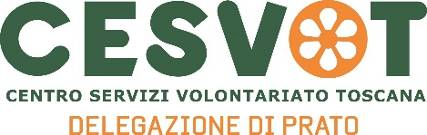 CESVOT
CENTRO SERVIZI VOLONTARIATO TOSCANA
DELEGAZIONE DI PRATO